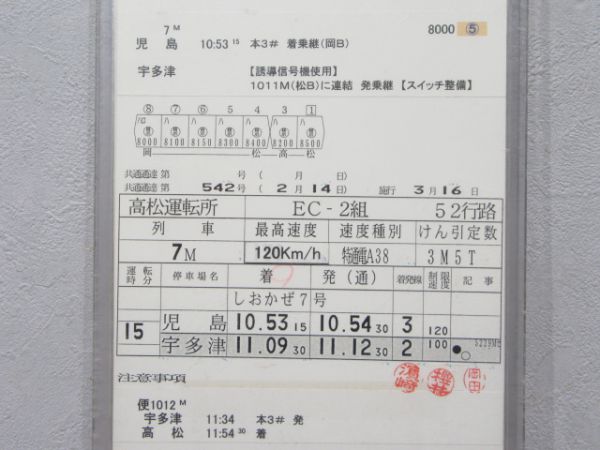 7M 8000 ⑤
児島 10:53 15 本3# 着乗継(岡B)
宇多津 【誘導信号機使用】
1011M(松B)に連結 発乗継 【スイッチ整備】
⑧ ⑦ ⑥ 5 4 3 1
8000 8100 8150 8300 8400 8200 8500
岡 松 高 松
共通通達 第 号 ( 月 日)
共通通達 第 542号 ( 2月 14日) 施行 3月 16日
高松運転所 EC-2組 52行路
列車 最高速度 速度種別 けん引定数
7M 120Km/h 特通電A38 3M5T
運転時分 停車場名 着 発(通) 着発線 制限速度 記事
しおかぜ7号
15 児島 10.53 15 10.54 30 3 120
宇多津 11.09 30 11.12 30 2 100
注意事項
便1012M
宇多津 11:34 本3# 発
高松 11:54 30 着